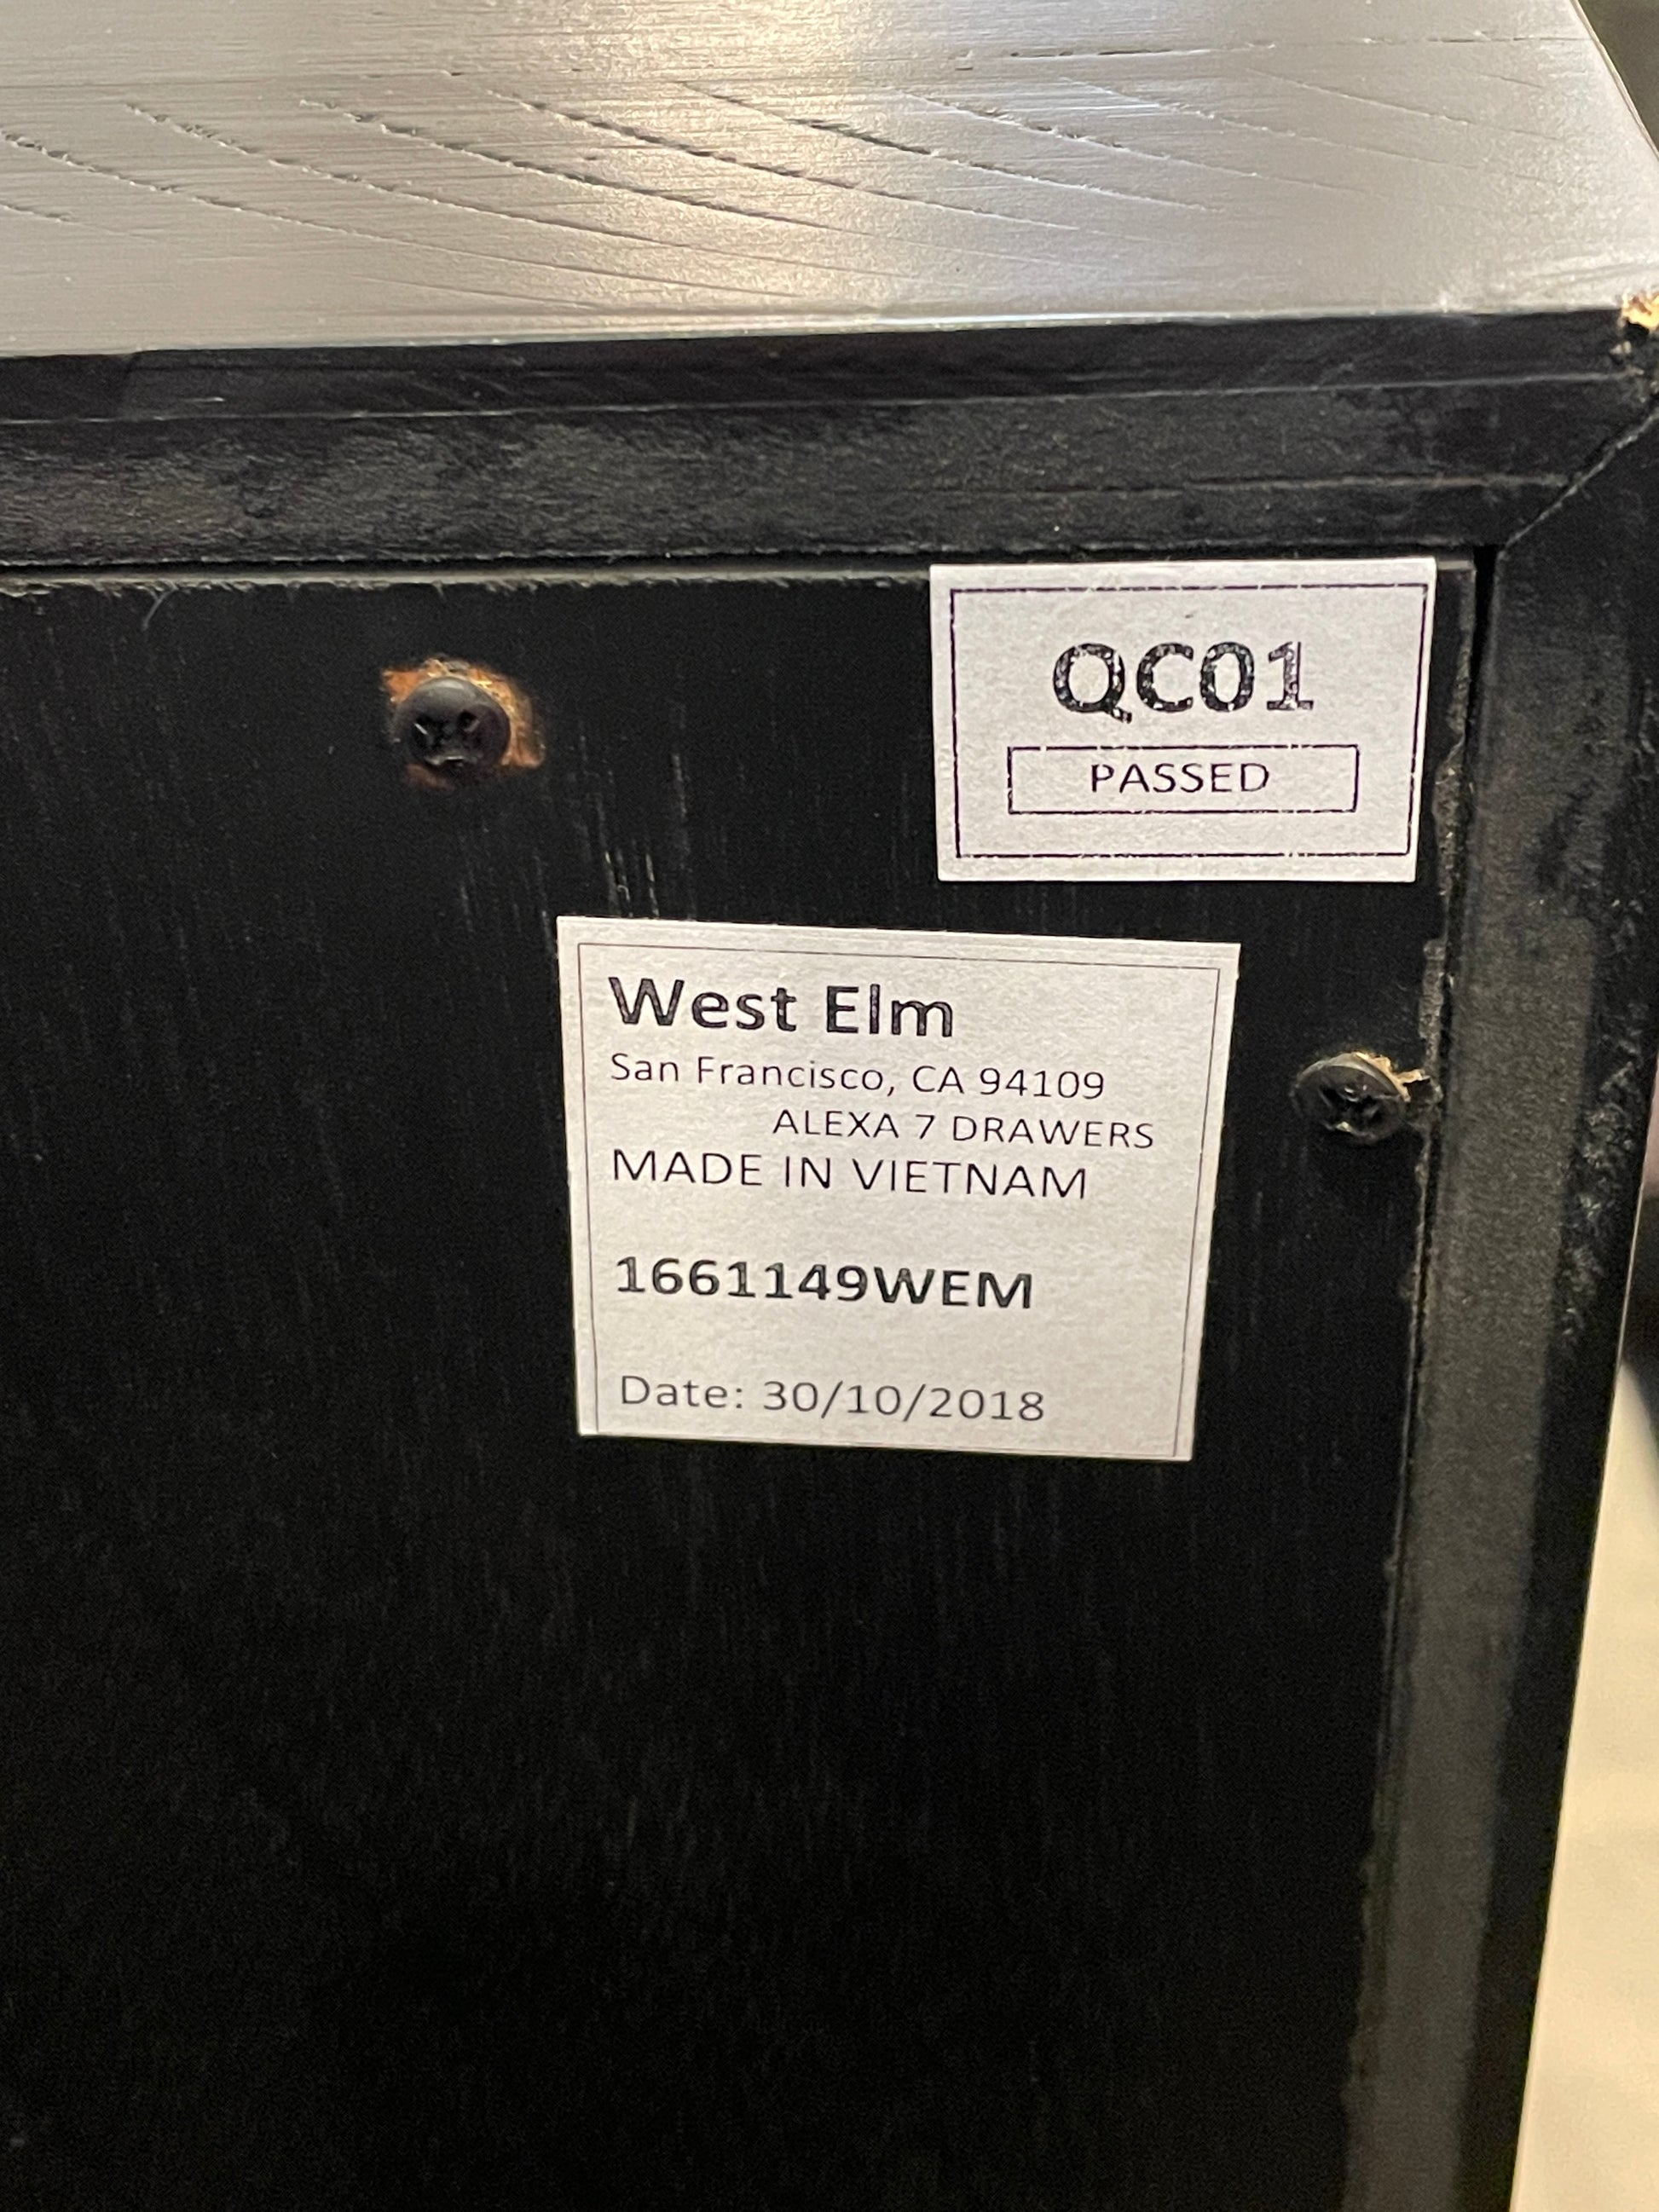 QC01
PASSED
West Elm
San Francisco, CA 94109
ALEXA 7 DRAWERS
MADE IN VIETNAM
1661149WEM
Date: 30/10/2018